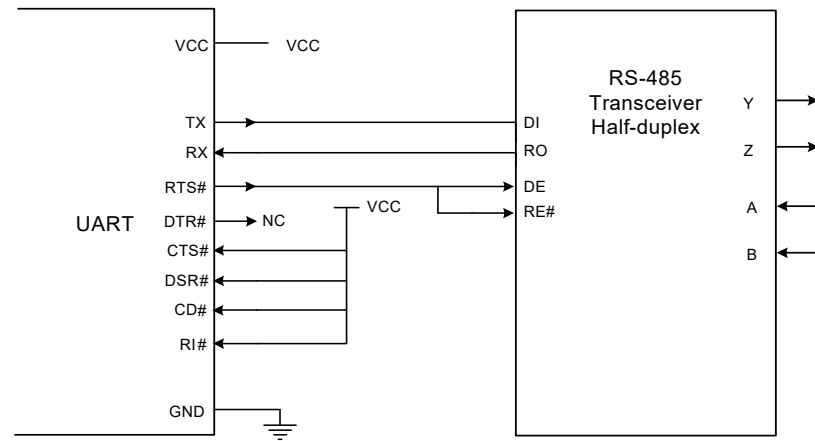 VCC
VCC
TX
RX
RTS#
DTR#
NC
VCC
CTS#
DSR#
CD#
RI#
GND
UART
RS-485
Transceiver
Half-duplex
DI
RO
DE
RE#
Y
Z
A
B